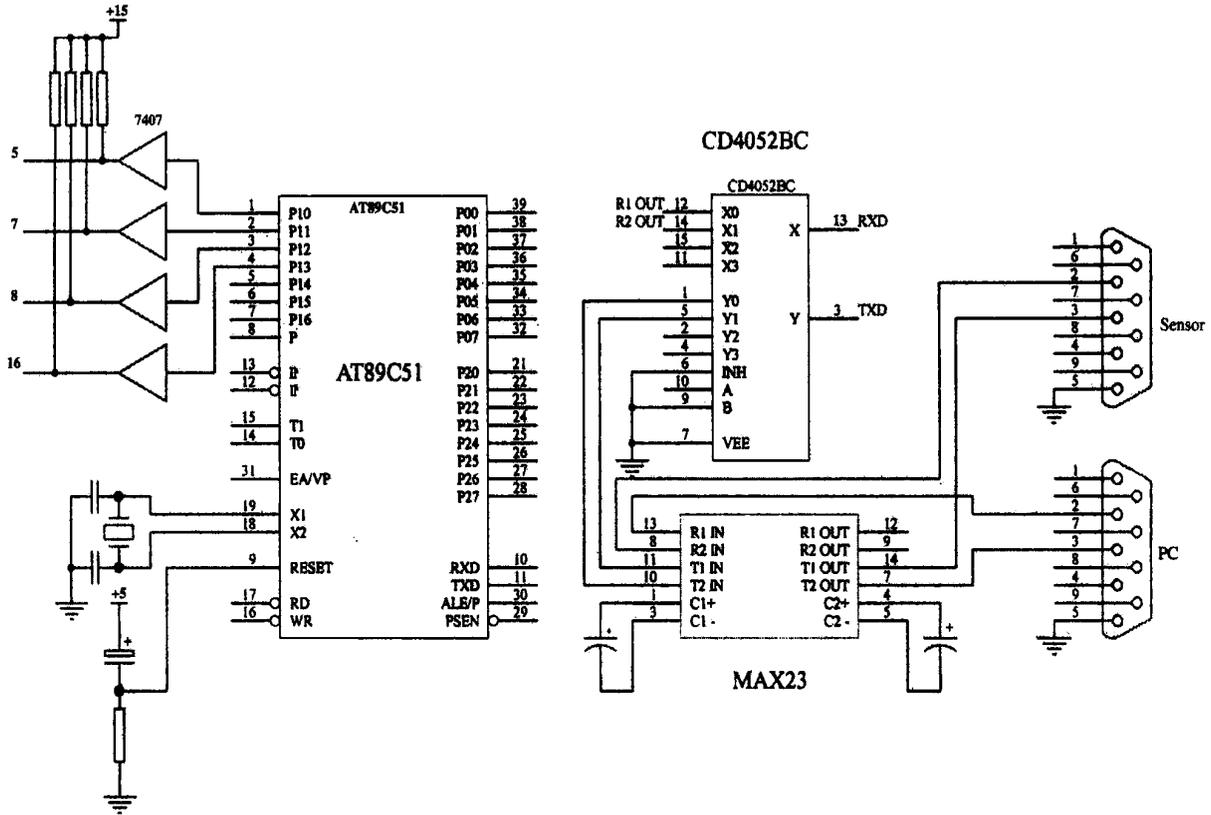 +15
7407
5
7
8
16
AT89C51
AT89C51
1 P10
2 P11
3 P12
4 P13
5 P14
6 P15
7 P16
8 P
13
12
15 T1
14 T0
31 EA/VP
19 X1
18 X2
9 RESET
17 RD
16 WR
P00 39
P01 38
P02 37
P03 36
P04 35
P05 34
P06 33
P07 32
P20 21
P21 22
P22 23
P23 24
P24 25
P25 26
P26 27
P27 28
RXD 10
TXD 11
ALE/P 30
PSEN 29
+5
+
CD4052BC
CD4052BC
R1 OUT 12 X0
R2 OUT 14 X1
15 X2
11 X3
1 Y0
5 Y1
2 Y2
4 Y3
6 INH
10 A
9 B
7 VEE
X 13 RXD
Y 3 TXD
13 R1 IN
8 R2 IN
11 T1 IN
10 T2 IN
1 C1+
3 C1 -
R1 OUT 12
R2 OUT 9
T1 OUT 14
T2 OUT 7
C2+ 4
C2 - 5
+
MAX23
1
6
2
7
3
8
4
9
5
Sensor
1
6
2
7
3
8
4
9
5
PC